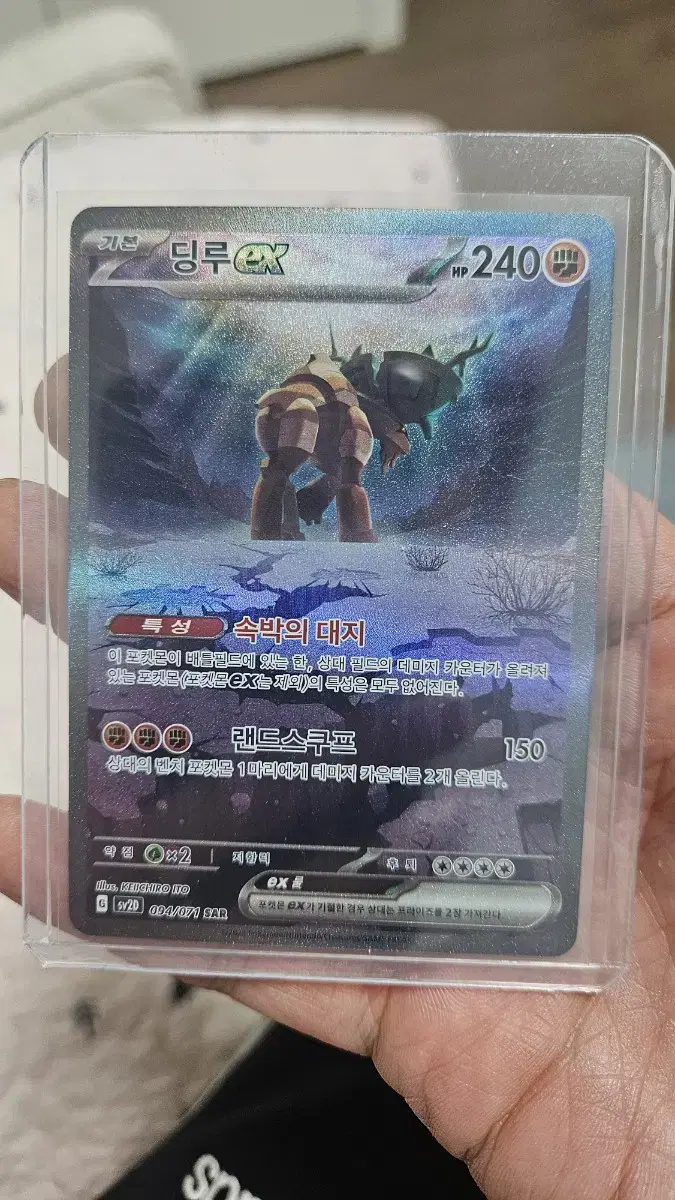 기본 딩루ex HP 240
특성 속박의 대지
이 포켓몬이 배틀필드에 있는 한, 상대 필드의 데미지 카운터가 올려져
있는 포켓몬(포켓몬 ex는 제외)의 특성은 모두 없어진다.
랜드스쿠프 150
상대의 벤치 포켓몬 1마리에게 데미지 카운터를 2개 올린다.
약점 ×2 저항력 후퇴
Illus. KEIICHIRO ITO
ex 룰
포켓몬 ex가 기절한 경우 상대는 프라이즈를 2장 가져간다.
G sv2D 094/071 SAR